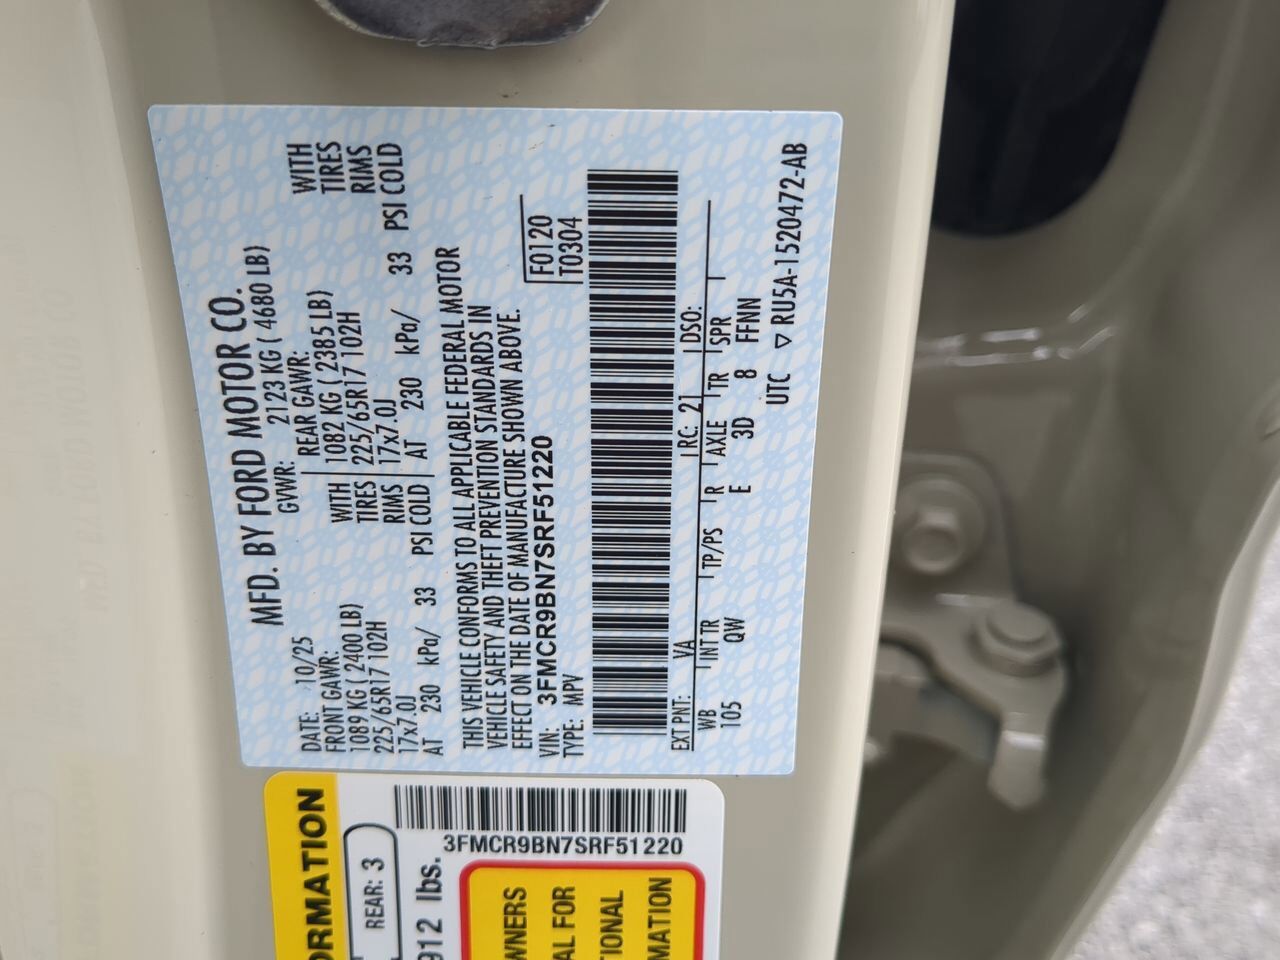 MFD. BY FORD MOTOR CO.
DATE: 10/25 GVWR: 2123 KG ( 4680 LB)
FRONT GAWR: REAR GAWR:
1089 KG ( 2400 LB) WITH 1082 KG ( 2385 LB) WITH
225/65R17 102H TIRES 225/65R17 102H TIRES
17x7.0J RIMS 17x7.0J RIMS
AT 230 kPa/ 33 PSI COLD AT 230 kPa/ 33 PSI COLD
THIS VEHICLE CONFORMS TO ALL APPLICABLE FEDERAL MOTOR
VEHICLE SAFETY AND THEFT PREVENTION STANDARDS IN
EFFECT ON THE DATE OF MANUFACTURE SHOWN ABOVE.
VIN: 3FMCR9BN7SRF51220 F0120
TYPE: MPV T0304
EXT PNT: VA RC: 21 DSO:
WB INT TR TP/PS R AXLE TR SPR
105 QW E 3D 8 FFNN
UTC ▽ RU5A-1520472-AB
ORMATION
REAR: 3
912 lbs.
3FMCR9BN7SRF51220
WNERS
AL FOR
TIONAL
MATION